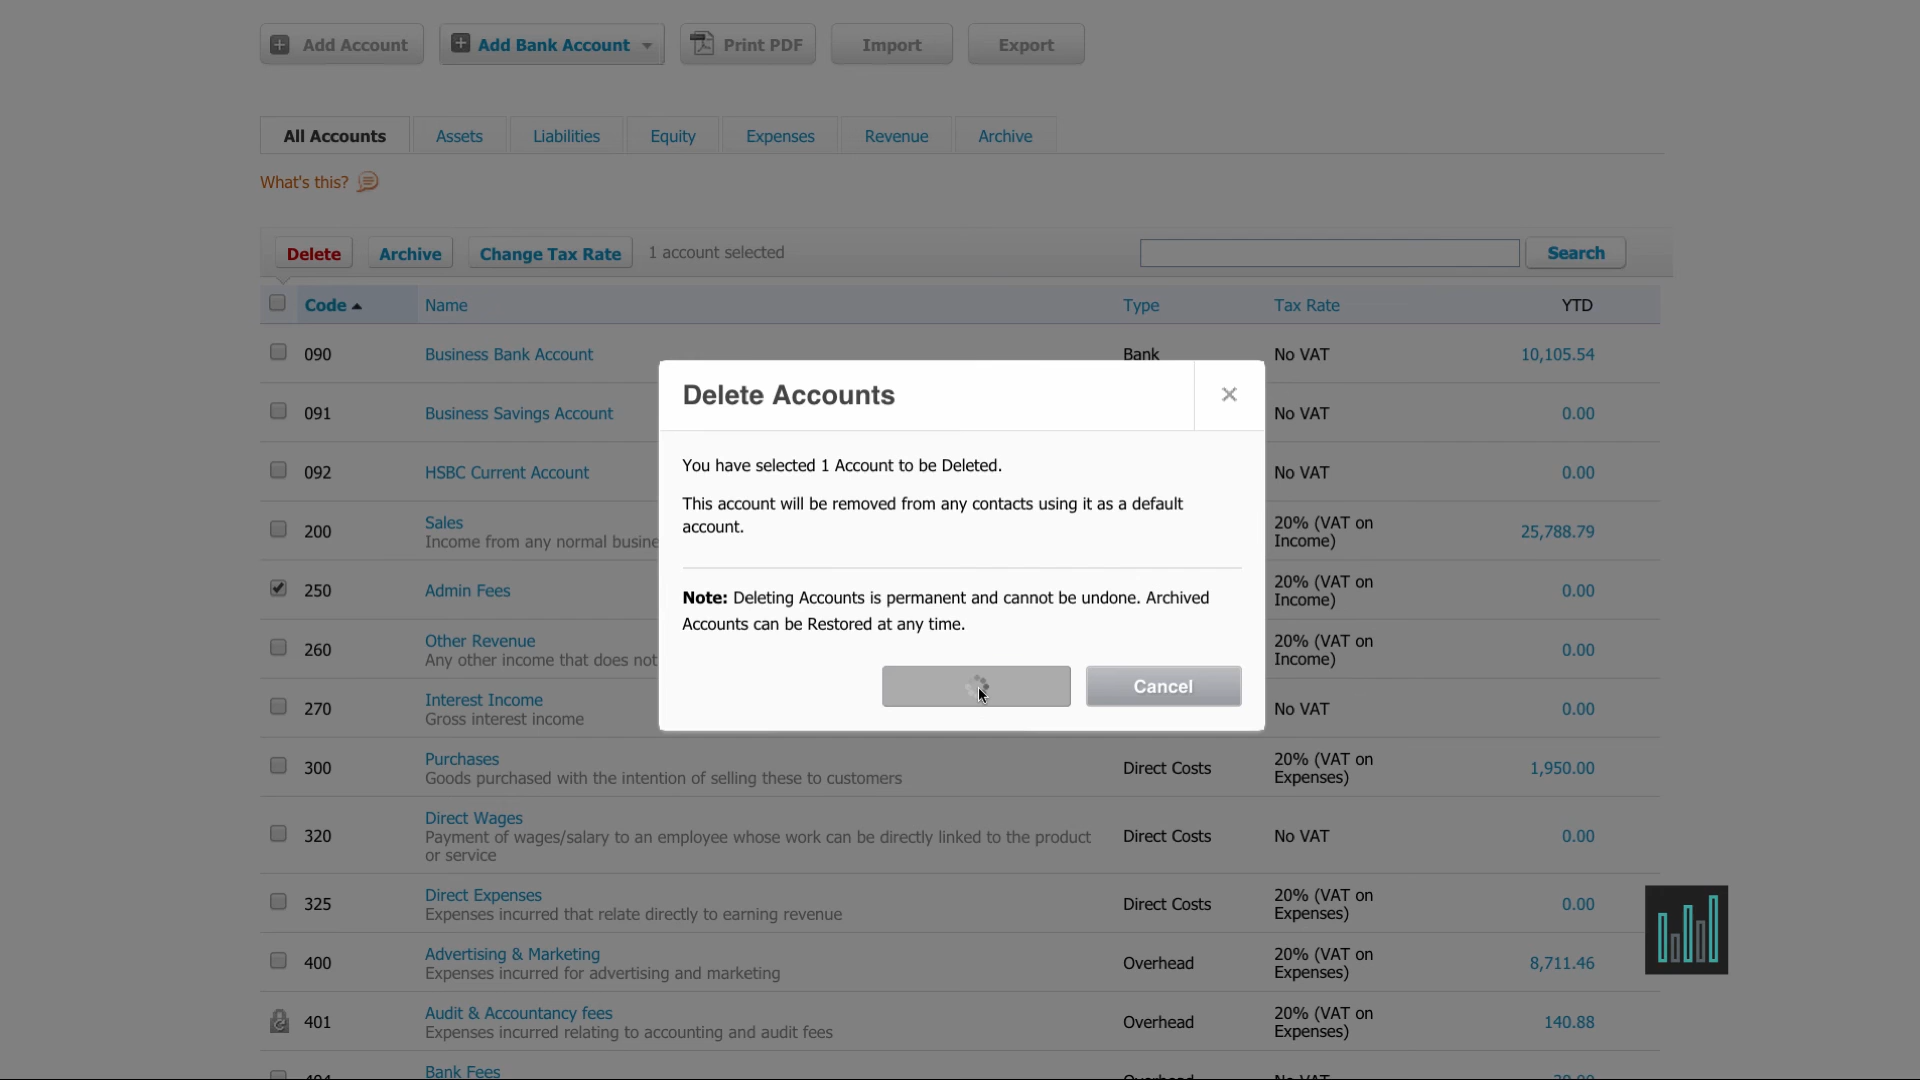 Add Account
Add Bank Account
Print PDF
Import
Export
All Accounts
Assets
Liabilities
Equity
Expenses
Revenue
Archive
What's this?
Delete
Archive
Change Tax Rate
1 account selected
Search
Code
Name
Type
Tax Rate
YTD
090
Business Bank Account
Bank
No VAT
10,105.54
091
Business Savings Account
No VAT
0.00
092
HSBC Current Account
No VAT
0.00
200
Sales
Income from any normal busine
20% (VAT on
Income)
25,788.79
250
Admin Fees
20% (VAT on
Income)
0.00
260
Other Revenue
Any other income that does not
20% (VAT on
Income)
0.00
270
Interest Income
Gross interest income
No VAT
0.00
Delete Accounts
You have selected 1 Account to be Deleted.
This account will be removed from any contacts using it as a default
account.
Note: Deleting Accounts is permanent and cannot be undone. Archived
Accounts can be Restored at any time.
Cancel
300
Purchases
Goods purchased with the intention of selling these to customers
Direct Costs
20% (VAT on
Expenses)
1,950.00
320
Direct Wages
Payment of wages/salary to an employee whose work can be directly linked to the product
or service
Direct Costs
No VAT
0.00
325
Direct Expenses
Expenses incurred that relate directly to earning revenue
Direct Costs
20% (VAT on
Expenses)
0.00
400
Advertising & Marketing
Expenses incurred for advertising and marketing
Overhead
20% (VAT on
Expenses)
8,711.46
401
Audit & Accountancy fees
Expenses incurred relating to accounting and audit fees
Overhead
20% (VAT on
Expenses)
140.88
Bank Fees
Overhead
No VAT